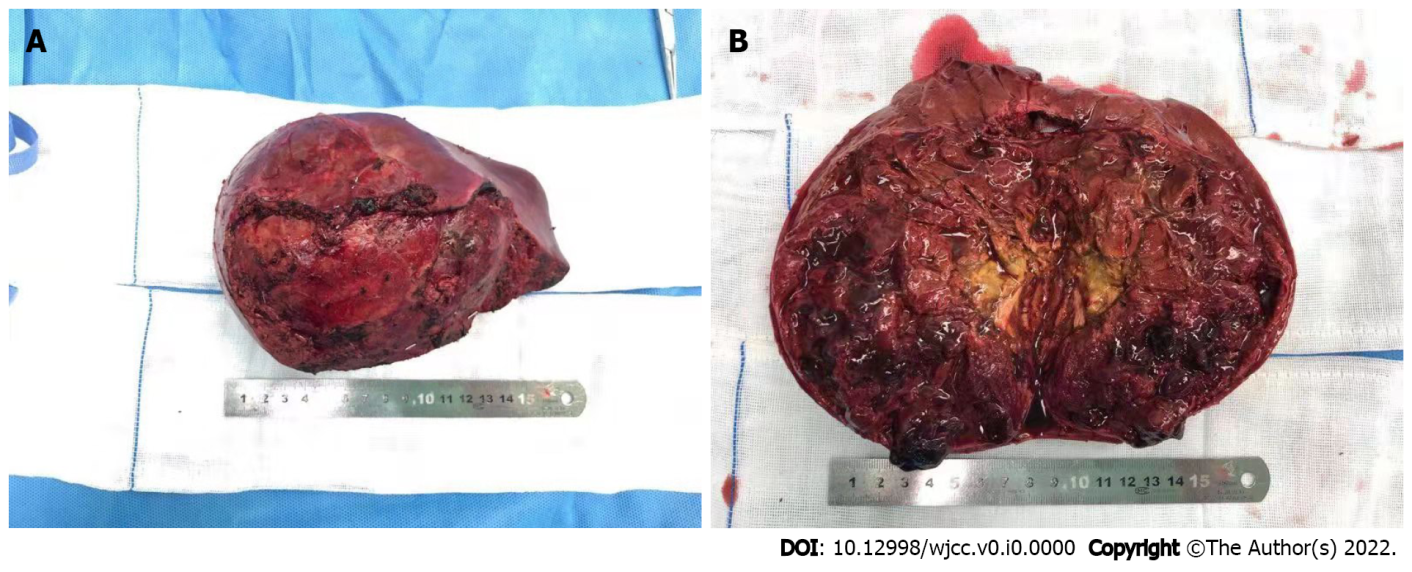 A
B
1 2 3 4 5 6 7 8 9 10 11 12 13 14 15
1 2 3 4 5 6 7 8 9 10 11 12 13 14 15
DOI: 10.12998/wjcc.v0.i0.0000 Copyright ©The Author(s) 2022.